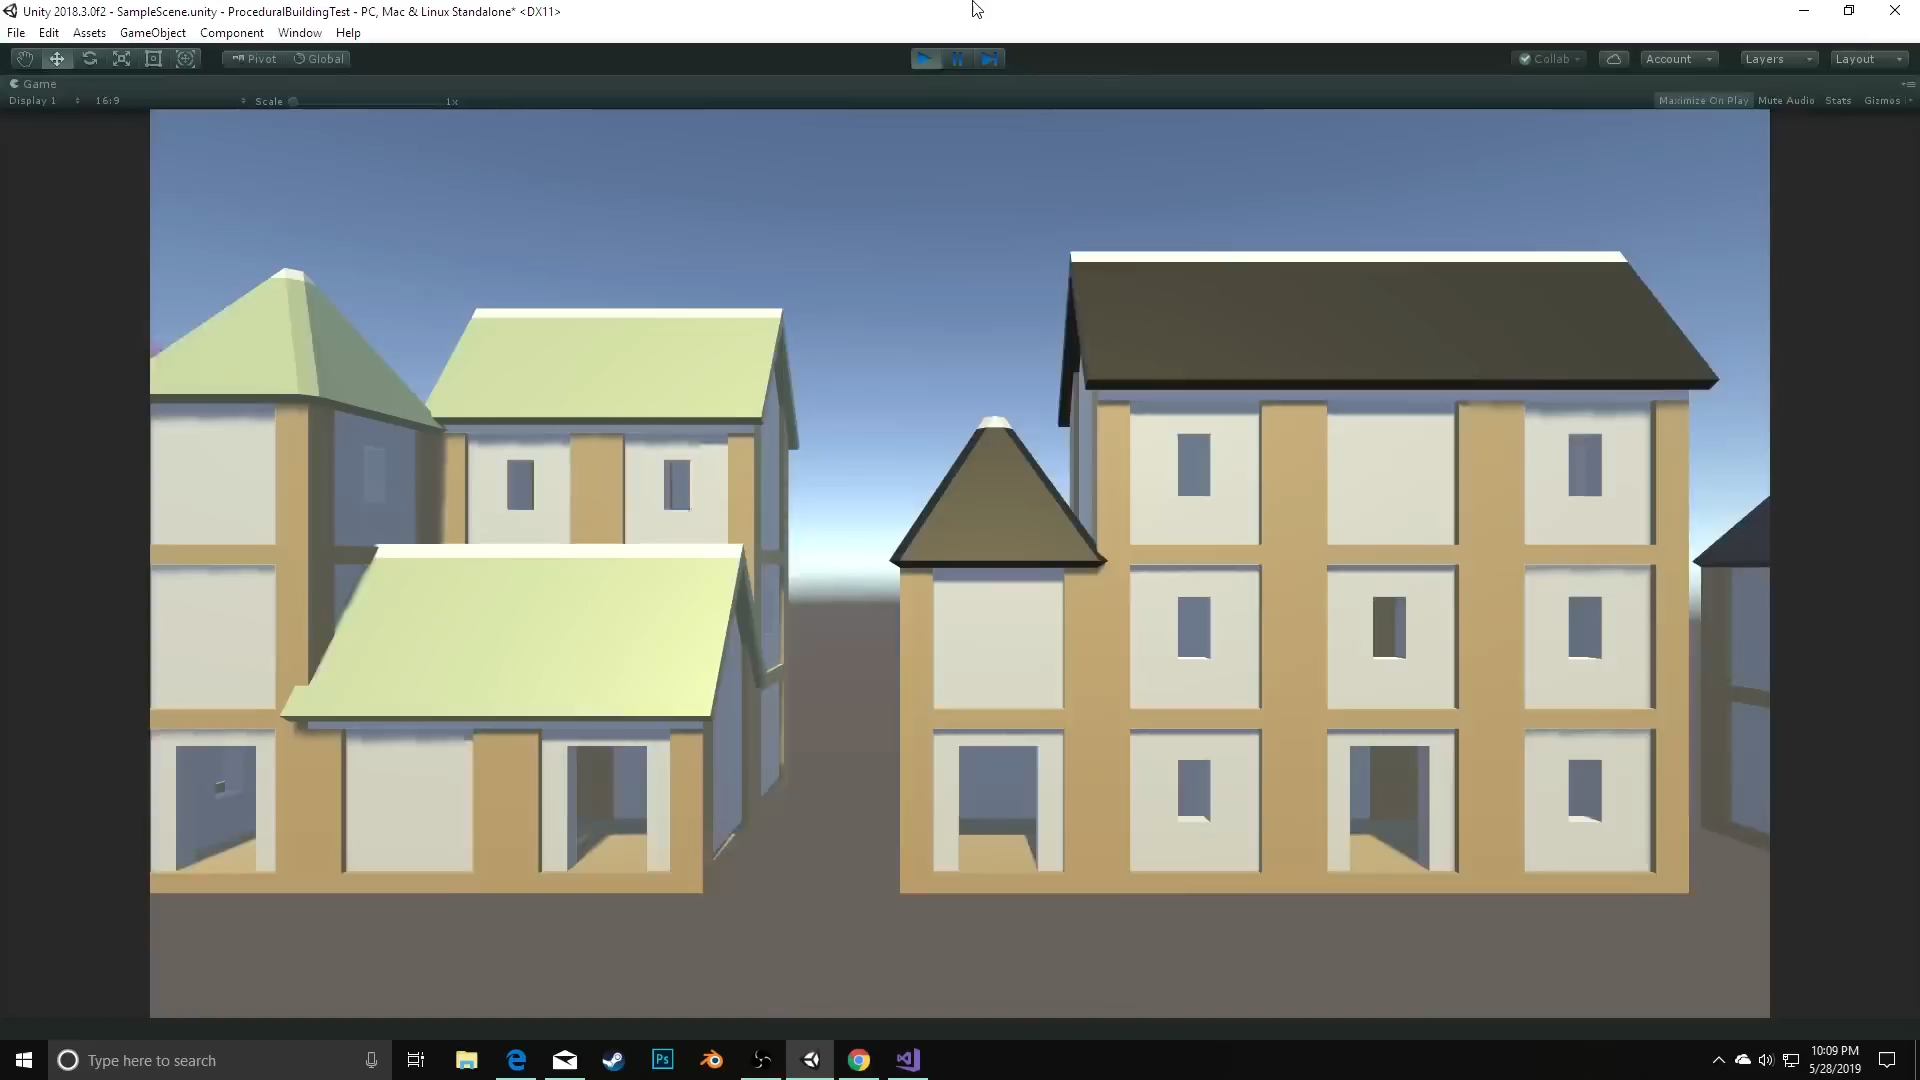 Unity 2018.3.0f2 - SampleScene.unity - ProceduralBuildingTest - PC, Mac & Linux Standalone* <DX11>
File Edit Assets GameObject Component Window Help
Pivot Global Collab Account Layers Layout
Game
Display 1 16:9 Scale 1x Maximize On Play Mute Audio Stats Gizmos
Type here to search
Ps
10:09 PM
5/28/2019